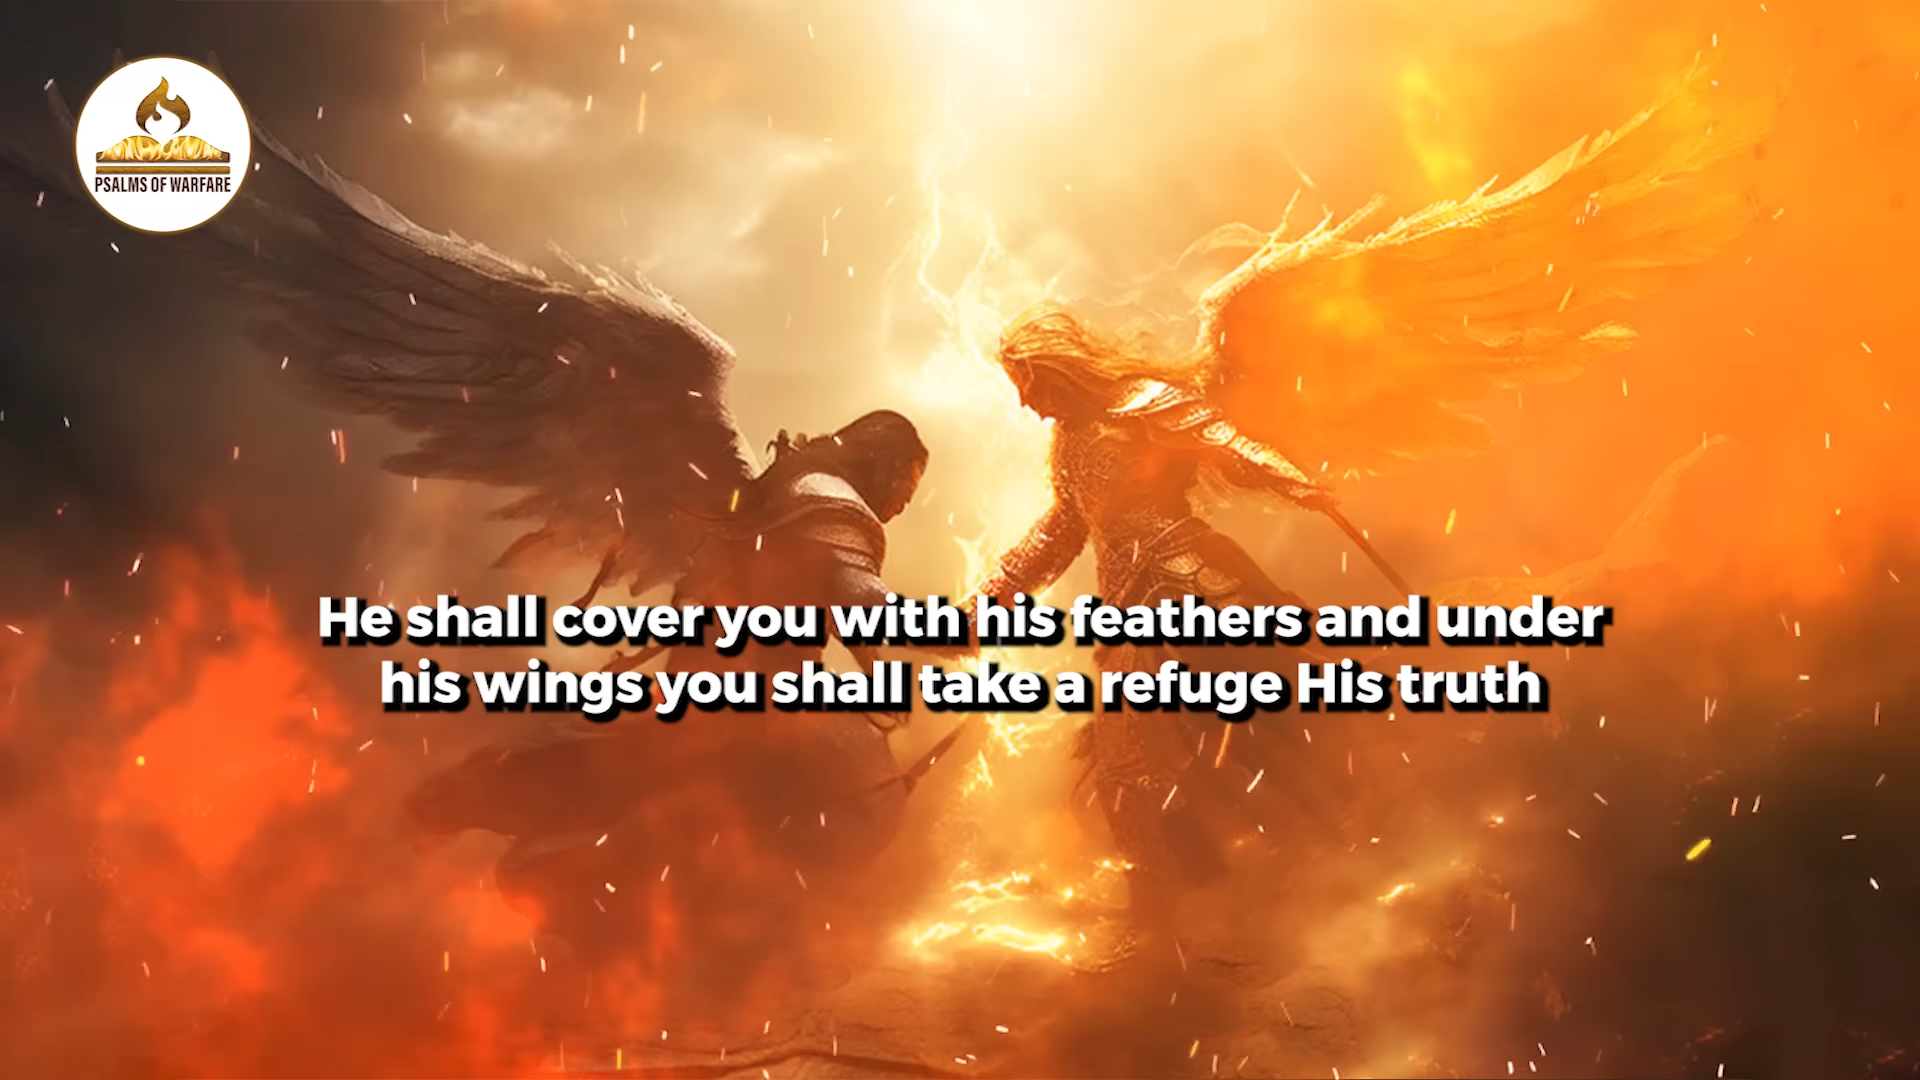 PSALMS OF WARFARE
He shall cover you with his feathers and under
his wings you shall take a refuge His truth